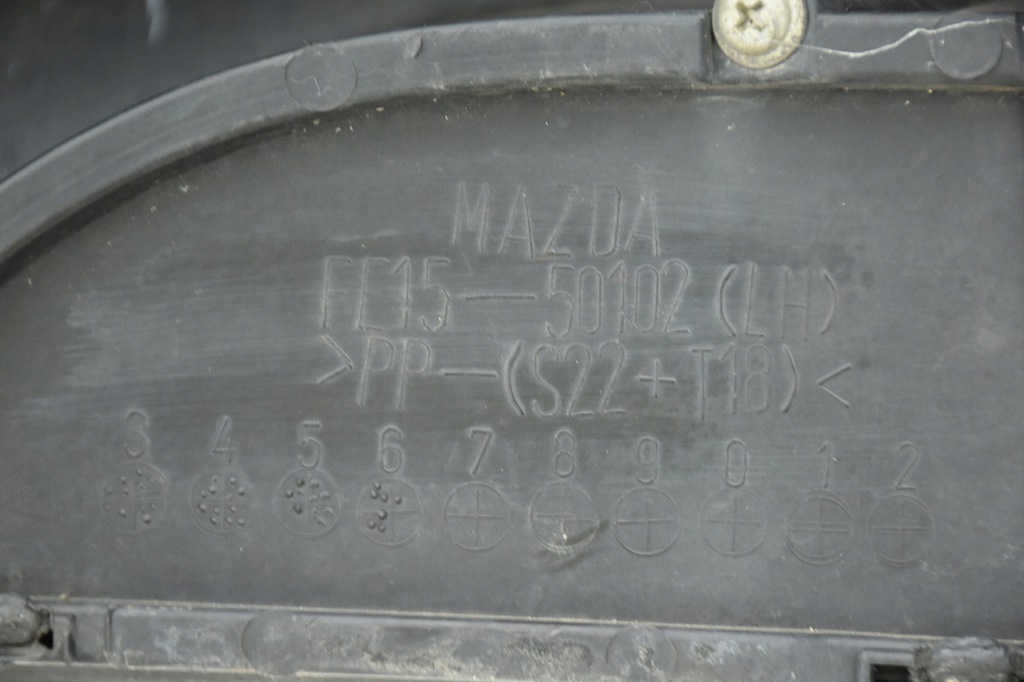 MAZDA
FE15-50102 (LH)
>PP-(S22+T18)<
3 4 5 6 7 8 9 0 1 2